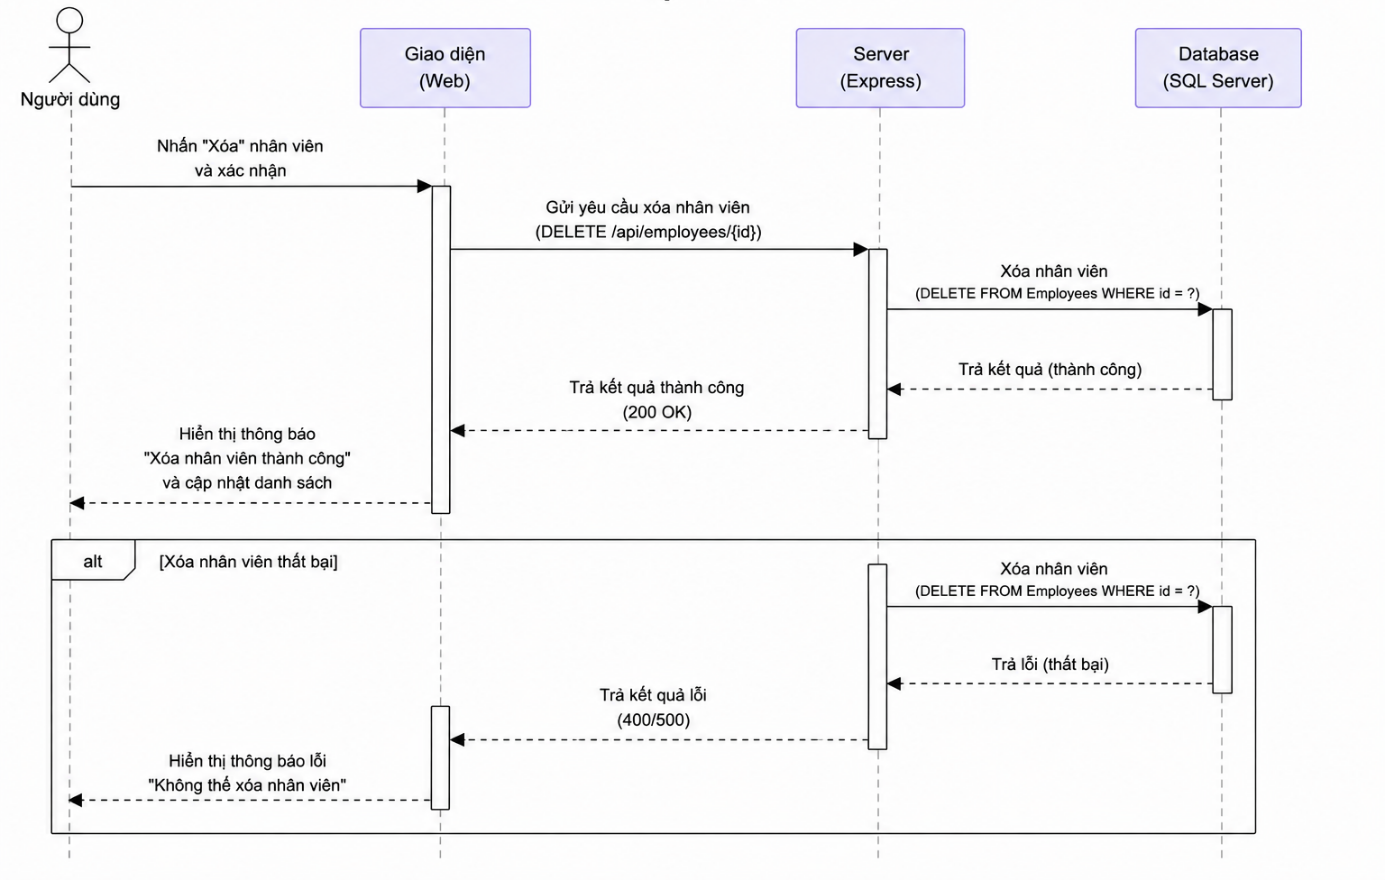 Người dùng
Giao diện
(Web)
Server
(Express)
Database
(SQL Server)
Nhấn "Xóa" nhân viên
và xác nhận
Gửi yêu cầu xóa nhân viên
(DELETE /api/employees/{id})
Xóa nhân viên
(DELETE FROM Employees WHERE id = ?)
Trả kết quả (thành công)
Trả kết quả thành công
(200 OK)
Hiển thị thông báo
"Xóa nhân viên thành công"
và cập nhật danh sách
alt
[Xóa nhân viên thất bại]
Xóa nhân viên
(DELETE FROM Employees WHERE id = ?)
Trả lỗi (thất bại)
Trả kết quả lỗi
(400/500)
Hiển thị thông báo lỗi
"Không thể xóa nhân viên"